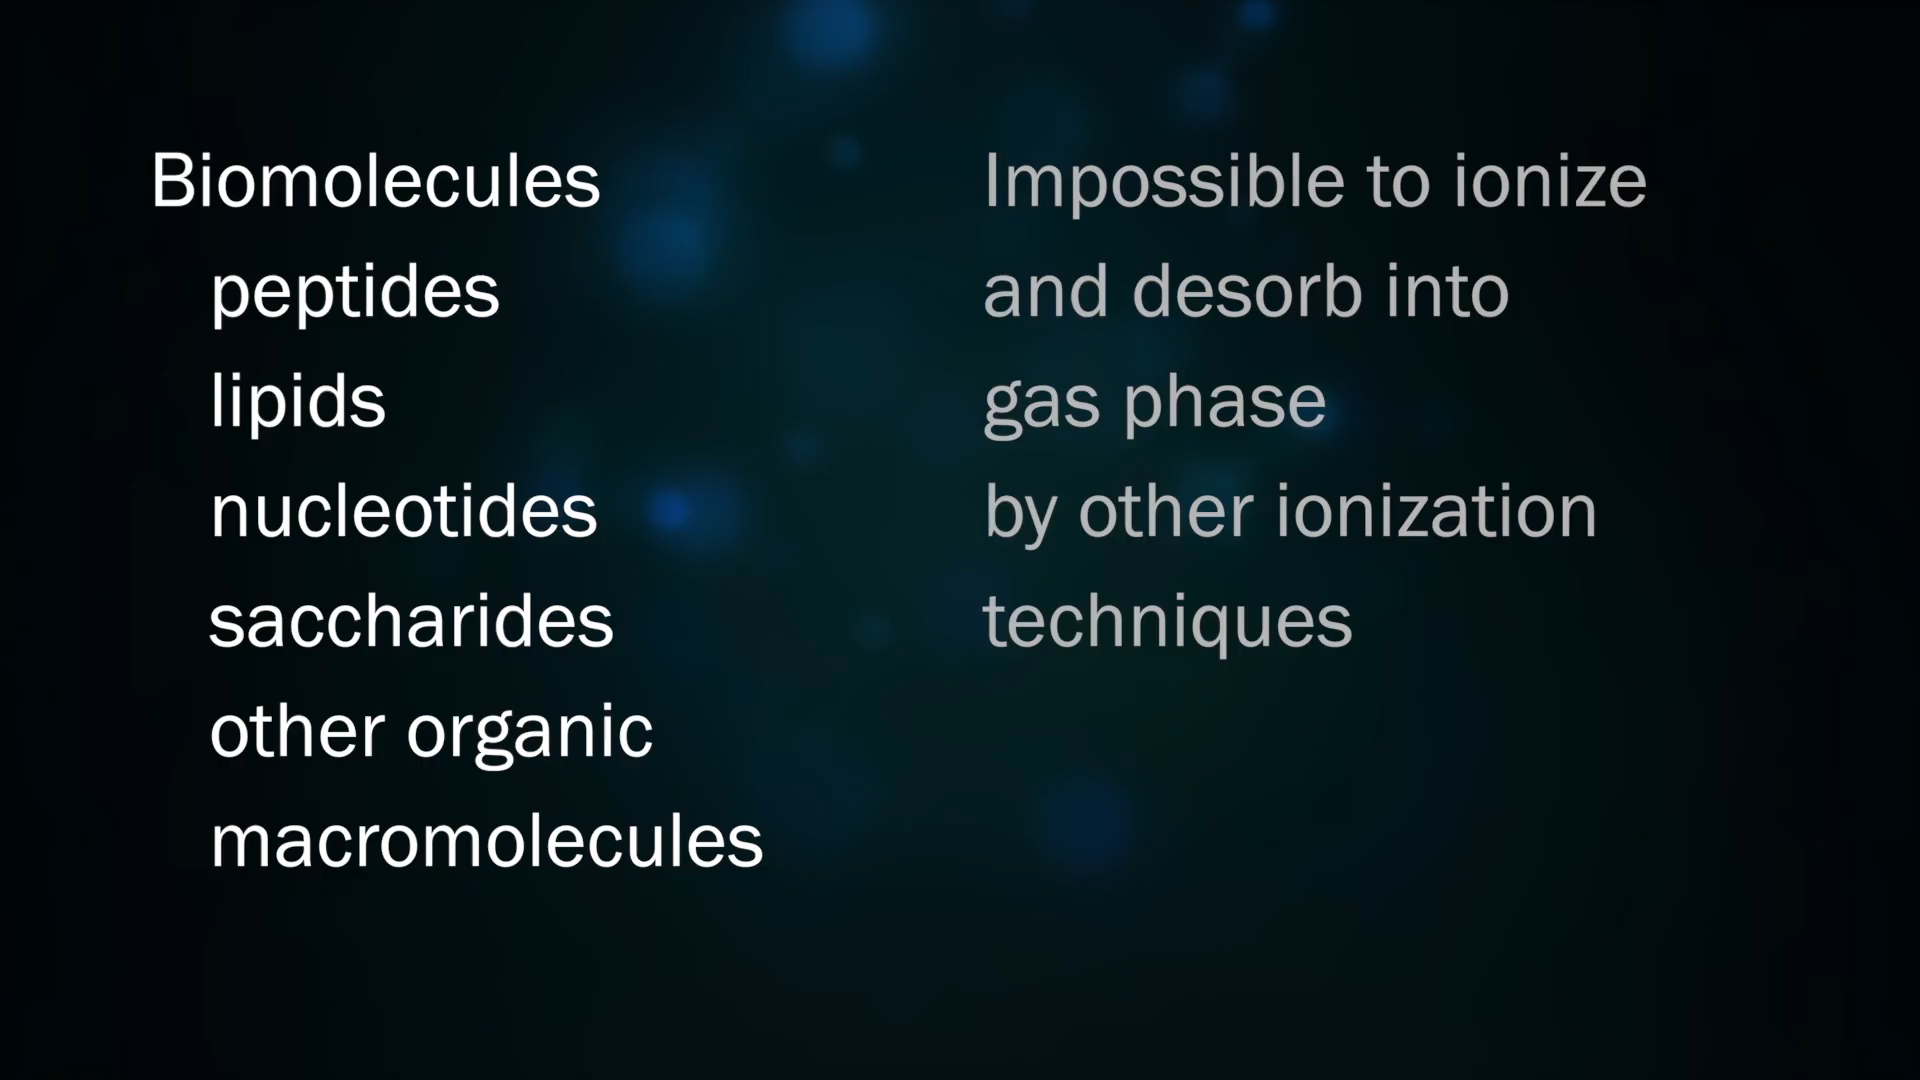 Biomolecules
peptides
lipids
nucleotides
saccharides
other organic
macromolecules
Impossible to ionize
and desorb into
gas phase
by other ionization
techniques